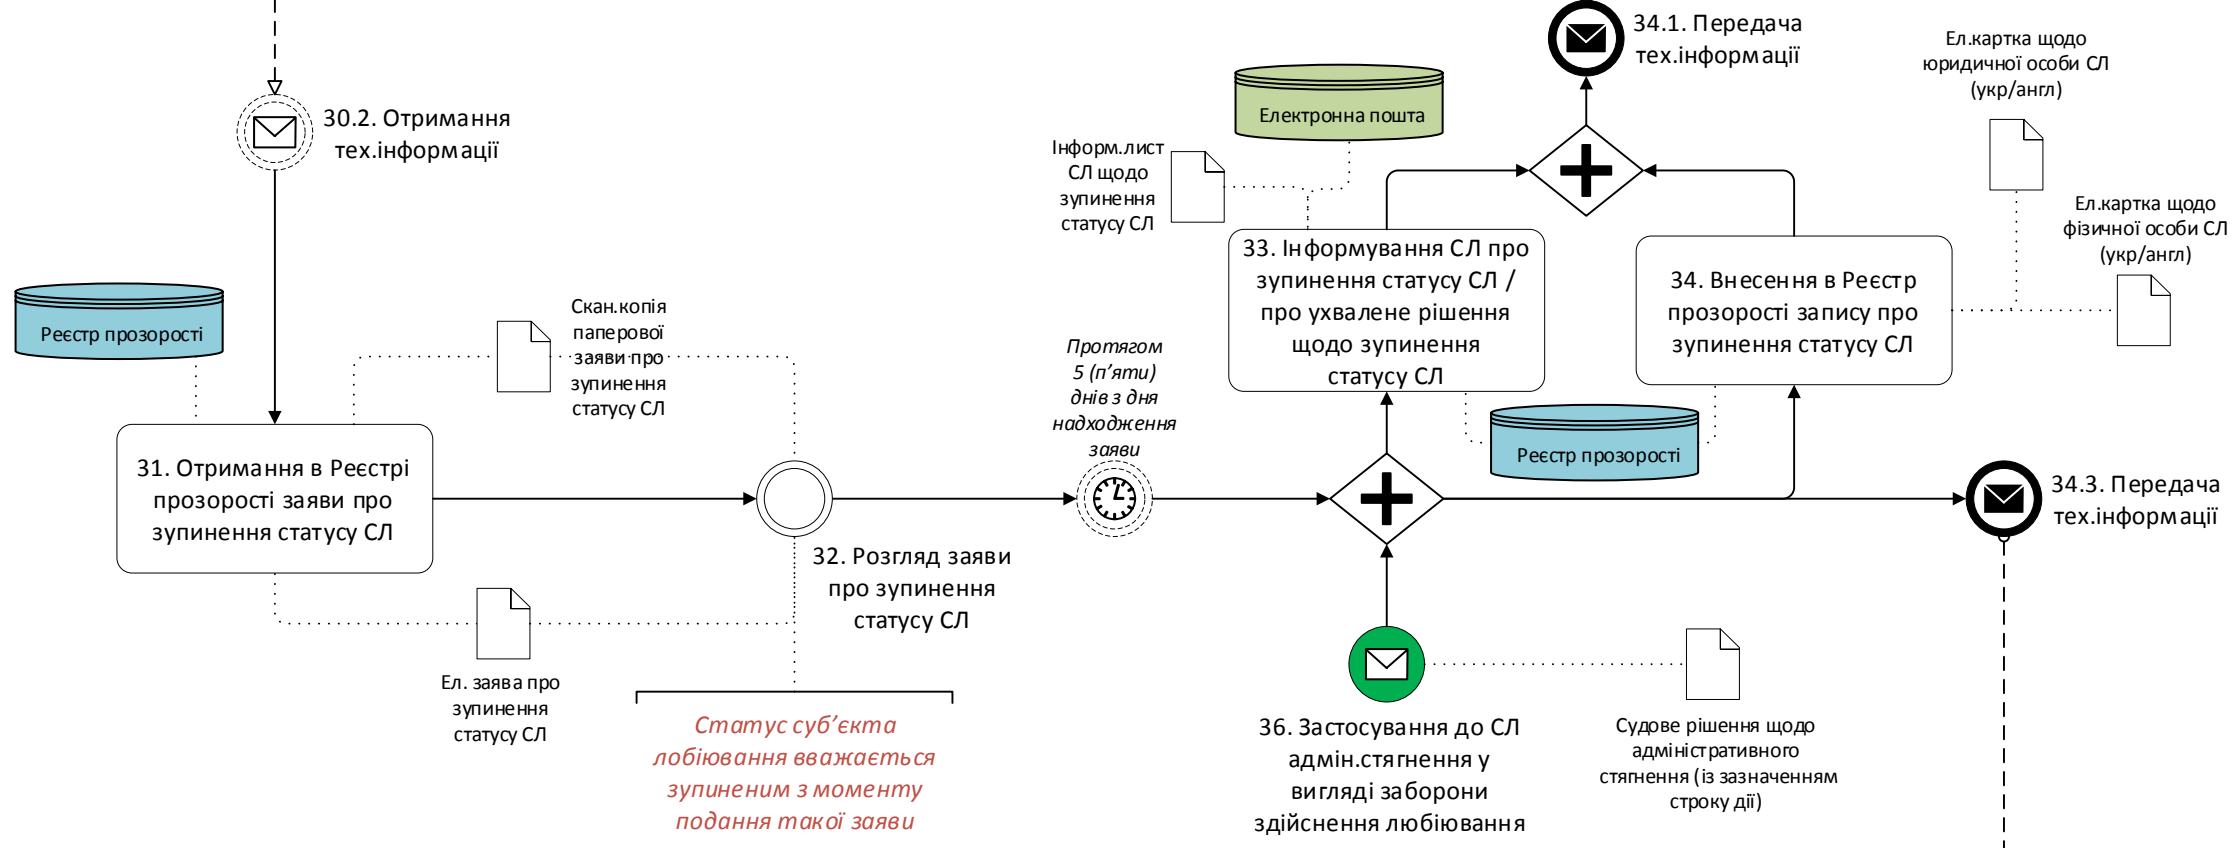 34.1. Передача
тех.інформації
Ел.картка щодо
юридичної особи СЛ
(укр/англ)
30.2. Отримання
тех.інформації
Електронна пошта
Інформ.лист
СЛ щодо
зупинення
статусу СЛ
Ел.картка щодо
фізичної особи СЛ
(укр/англ)
33. Інформування СЛ про
зупинення статусу СЛ /
про ухвалене рішення
щодо зупинення
статусу СЛ
34. Внесення в Реєстр
прозорості запису про
зупинення статусу СЛ
Реєстр прозорості
Скан.копія
паперової
заяви про
зупинення
статусу СЛ
Протягом
5 (п’яти)
днів з дня
надходження
заяви
Реєстр прозорості
31. Отримання в Реєстрі
прозорості заяви про
зупинення статусу СЛ
34.3. Передача
тех.інформації
32. Розгляд заяви
про зупинення
статусу СЛ
Ел. заява про
зупинення
статусу СЛ
Статус суб’єкта
лобіювання вважається
зупиненим з моменту
подання такої заяви
36. Застосування до СЛ
адмін.стягнення у
вигляді заборони
здійснення любіювання
Судове рішення щодо
адміністративного
стягнення (із зазначенням
строку дії)